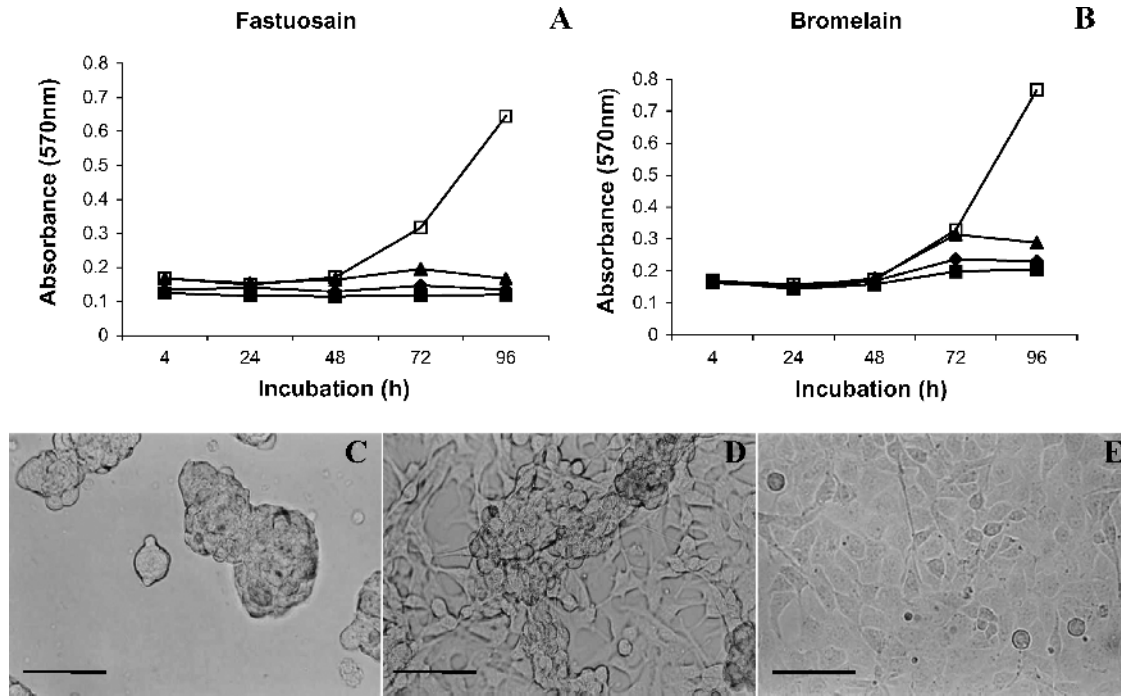 Fastuosain
A
Absorbance (570nm)
0.8
0.7
0.6
0.5
0.4
0.3
0.2
0.1
0
4 24 48 72 96
Incubation (h)
Bromelain
B
Absorbance (570nm)
0.8
0.7
0.6
0.5
0.4
0.3
0.2
0.1
0
4 24 48 72 96
Incubation (h)
C
D
E